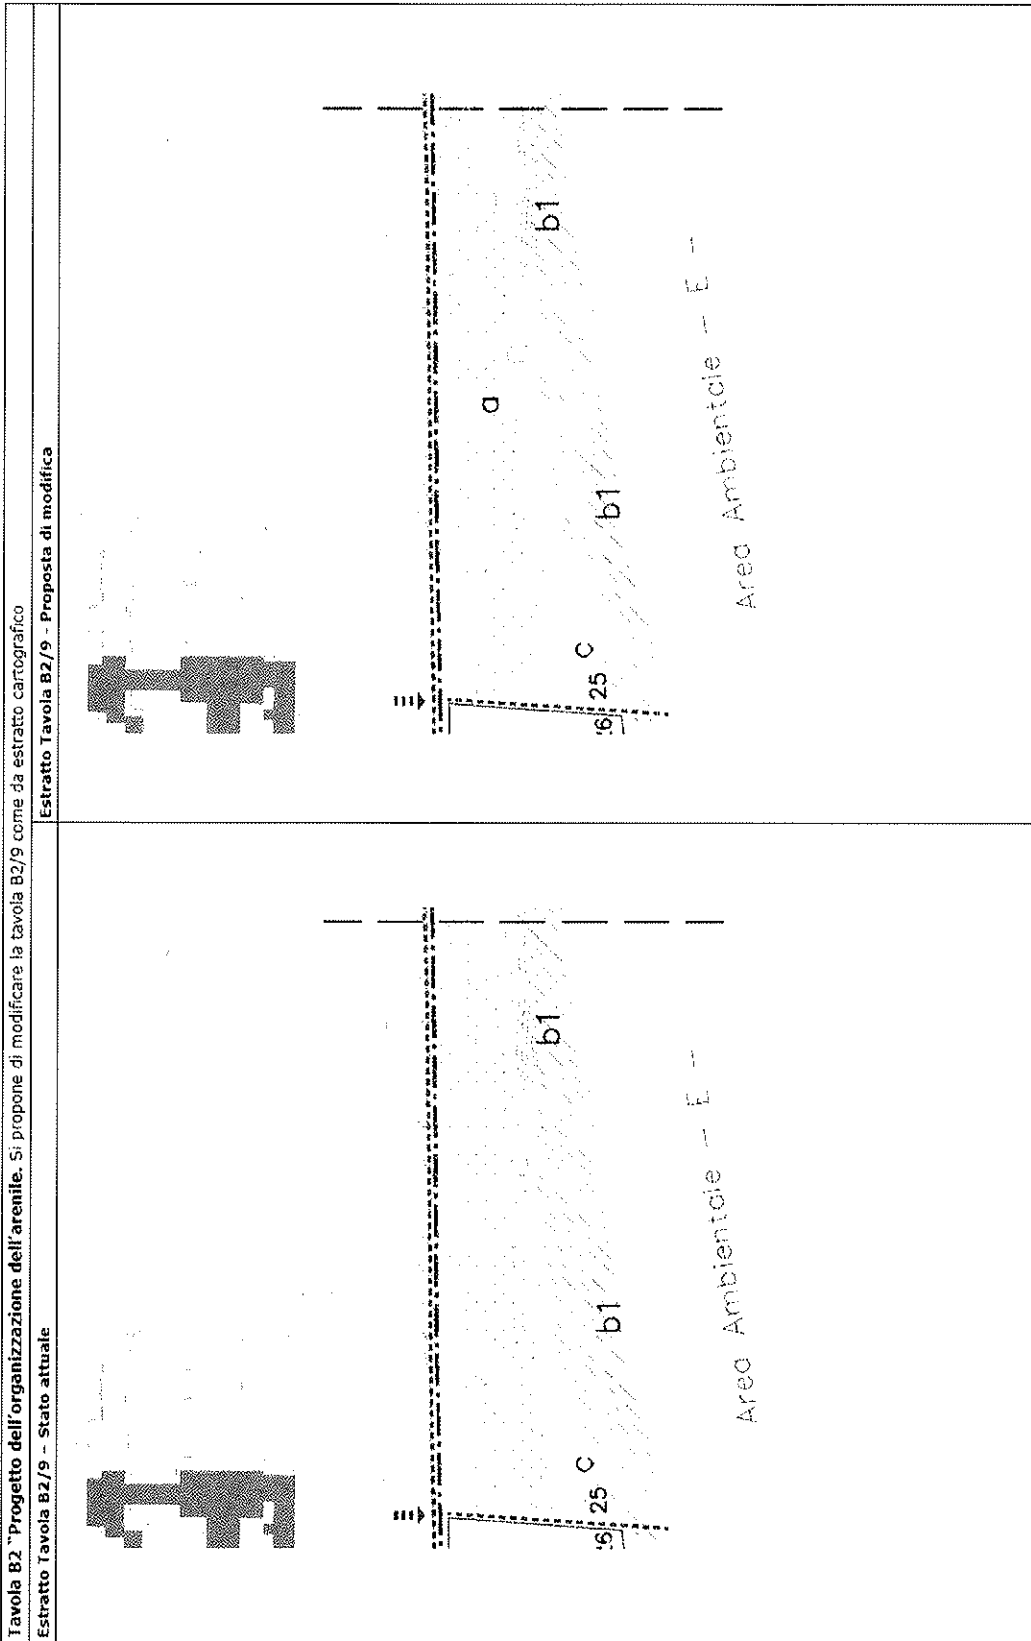 Tavola B2 "Progetto dell'organizzazione dell'arenile. Si propone di modificare la tavola B2/9 come da estratto cartografico
Estratto Tavola B2/9 - Stato attuale
25
C
b1
b1
Area Ambientale - E -
Estratto Tavola B2/9 - Proposta di modifica
25
C
b1
a
b1
Area Ambientale - E -